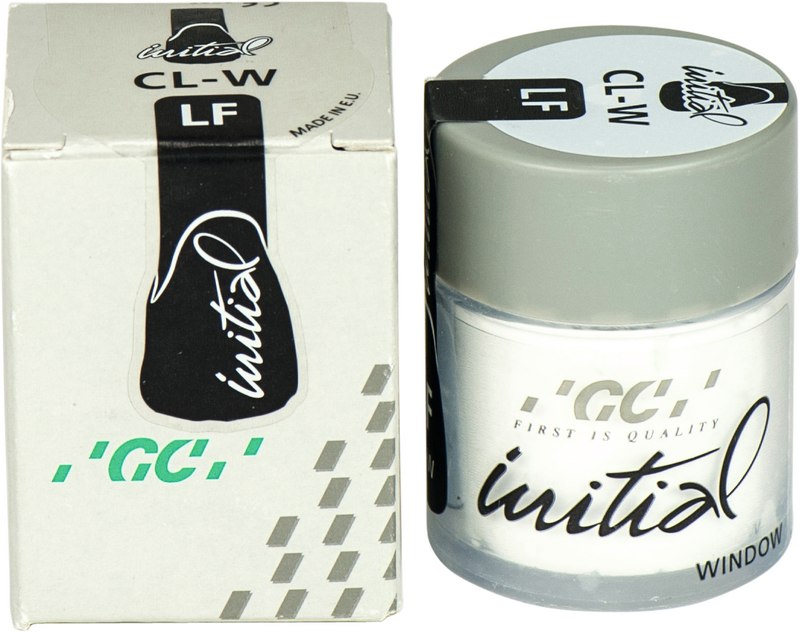 initial
CL-W
LF
MADE IN E.U.
initial
GC
LF
CL-W
initial
GC
FIRST IS QUALITY
initial
WINDOW